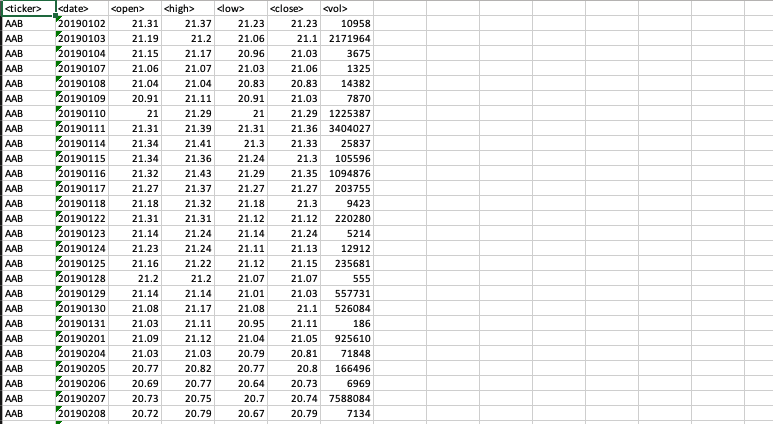 <ticker> <date> <open> <high> <low> <close> <vol>
AAB 20190102 21.31 21.37 21.23 21.23 10958
AAB 20190103 21.19 21.2 21.06 21.1 2171964
AAB 20190104 21.15 21.17 20.96 21.03 3675
AAB 20190107 21.06 21.07 21.03 21.06 1325
AAB 20190108 21.04 21.04 20.83 20.83 14382
AAB 20190109 20.91 21.11 20.91 21.03 7870
AAB 20190110 21 21.29 21 21.29 1225387
AAB 20190111 21.31 21.39 21.31 21.36 3404027
AAB 20190114 21.34 21.41 21.3 21.33 25837
AAB 20190115 21.34 21.36 21.24 21.3 105596
AAB 20190116 21.32 21.43 21.29 21.35 1094876
AAB 20190117 21.27 21.37 21.27 21.27 203755
AAB 20190118 21.18 21.32 21.18 21.3 9423
AAB 20190122 21.31 21.31 21.12 21.12 220280
AAB 20190123 21.14 21.24 21.14 21.24 5214
AAB 20190124 21.23 21.24 21.11 21.13 12912
AAB 20190125 21.16 21.22 21.12 21.15 235681
AAB 20190128 21.2 21.2 21.07 21.07 555
AAB 20190129 21.14 21.14 21.01 21.03 557731
AAB 20190130 21.08 21.17 21.08 21.1 526084
AAB 20190131 21.03 21.11 20.95 21.11 186
AAB 20190201 21.09 21.12 21.04 21.05 925610
AAB 20190204 21.03 21.03 20.79 20.81 71848
AAB 20190205 20.77 20.82 20.77 20.8 166496
AAB 20190206 20.69 20.77 20.64 20.73 6969
AAB 20190207 20.73 20.75 20.7 20.74 7588084
AAB 20190208 20.72 20.79 20.67 20.79 7134